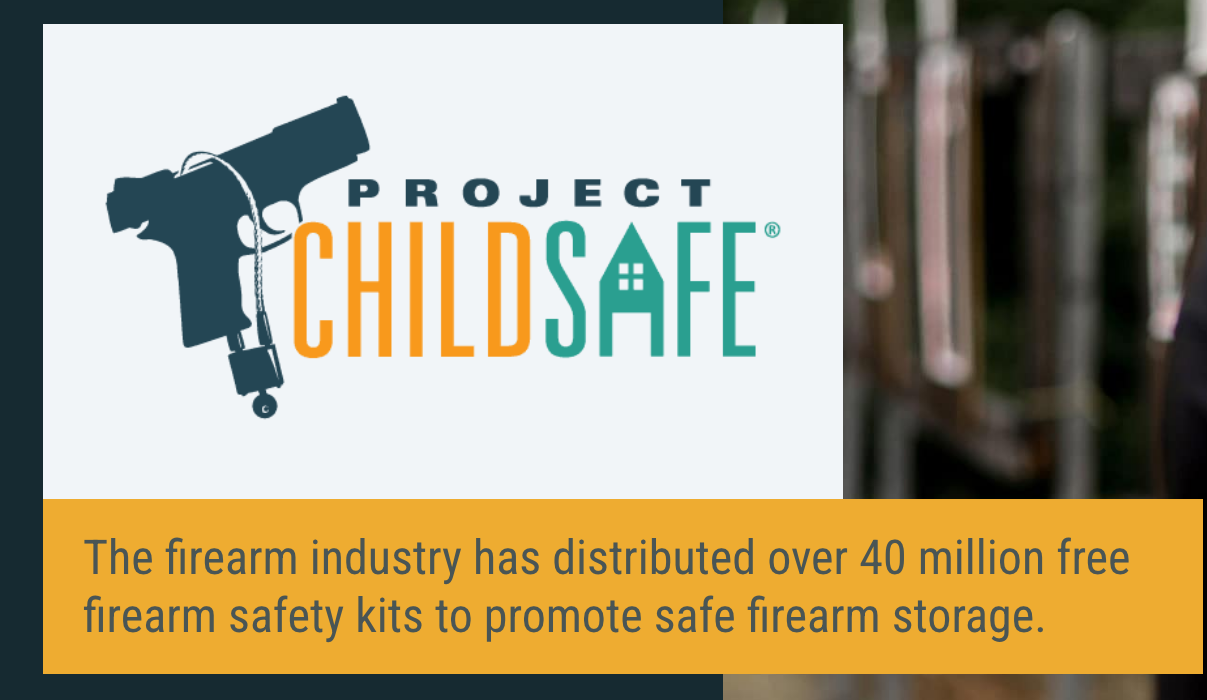 PROJECT
CHILDSAFE®
The firearm industry has distributed over 40 million free
firearm safety kits to promote safe firearm storage.